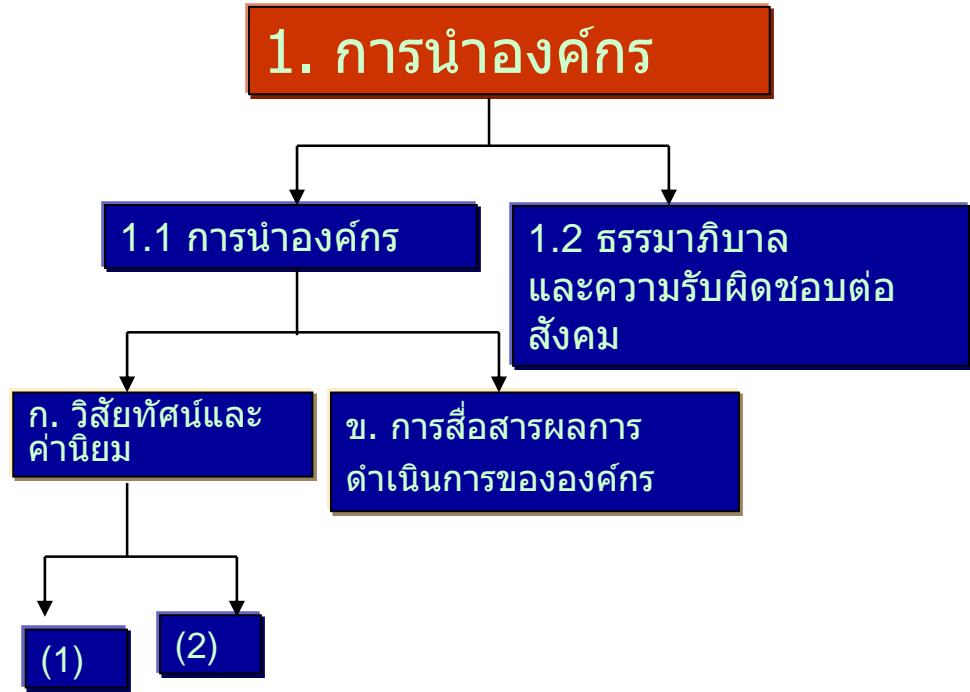 1. การนำองค์กร
1.1 การนำองค์กร
1.2 ธรรมาภิบาล
และความรับผิดชอบต่อ
สังคม
ก. วิสัยทัศน์และ
ค่านิยม
ข. การสื่อสารผลการ
ดำเนินการขององค์กร
(1)
(2)